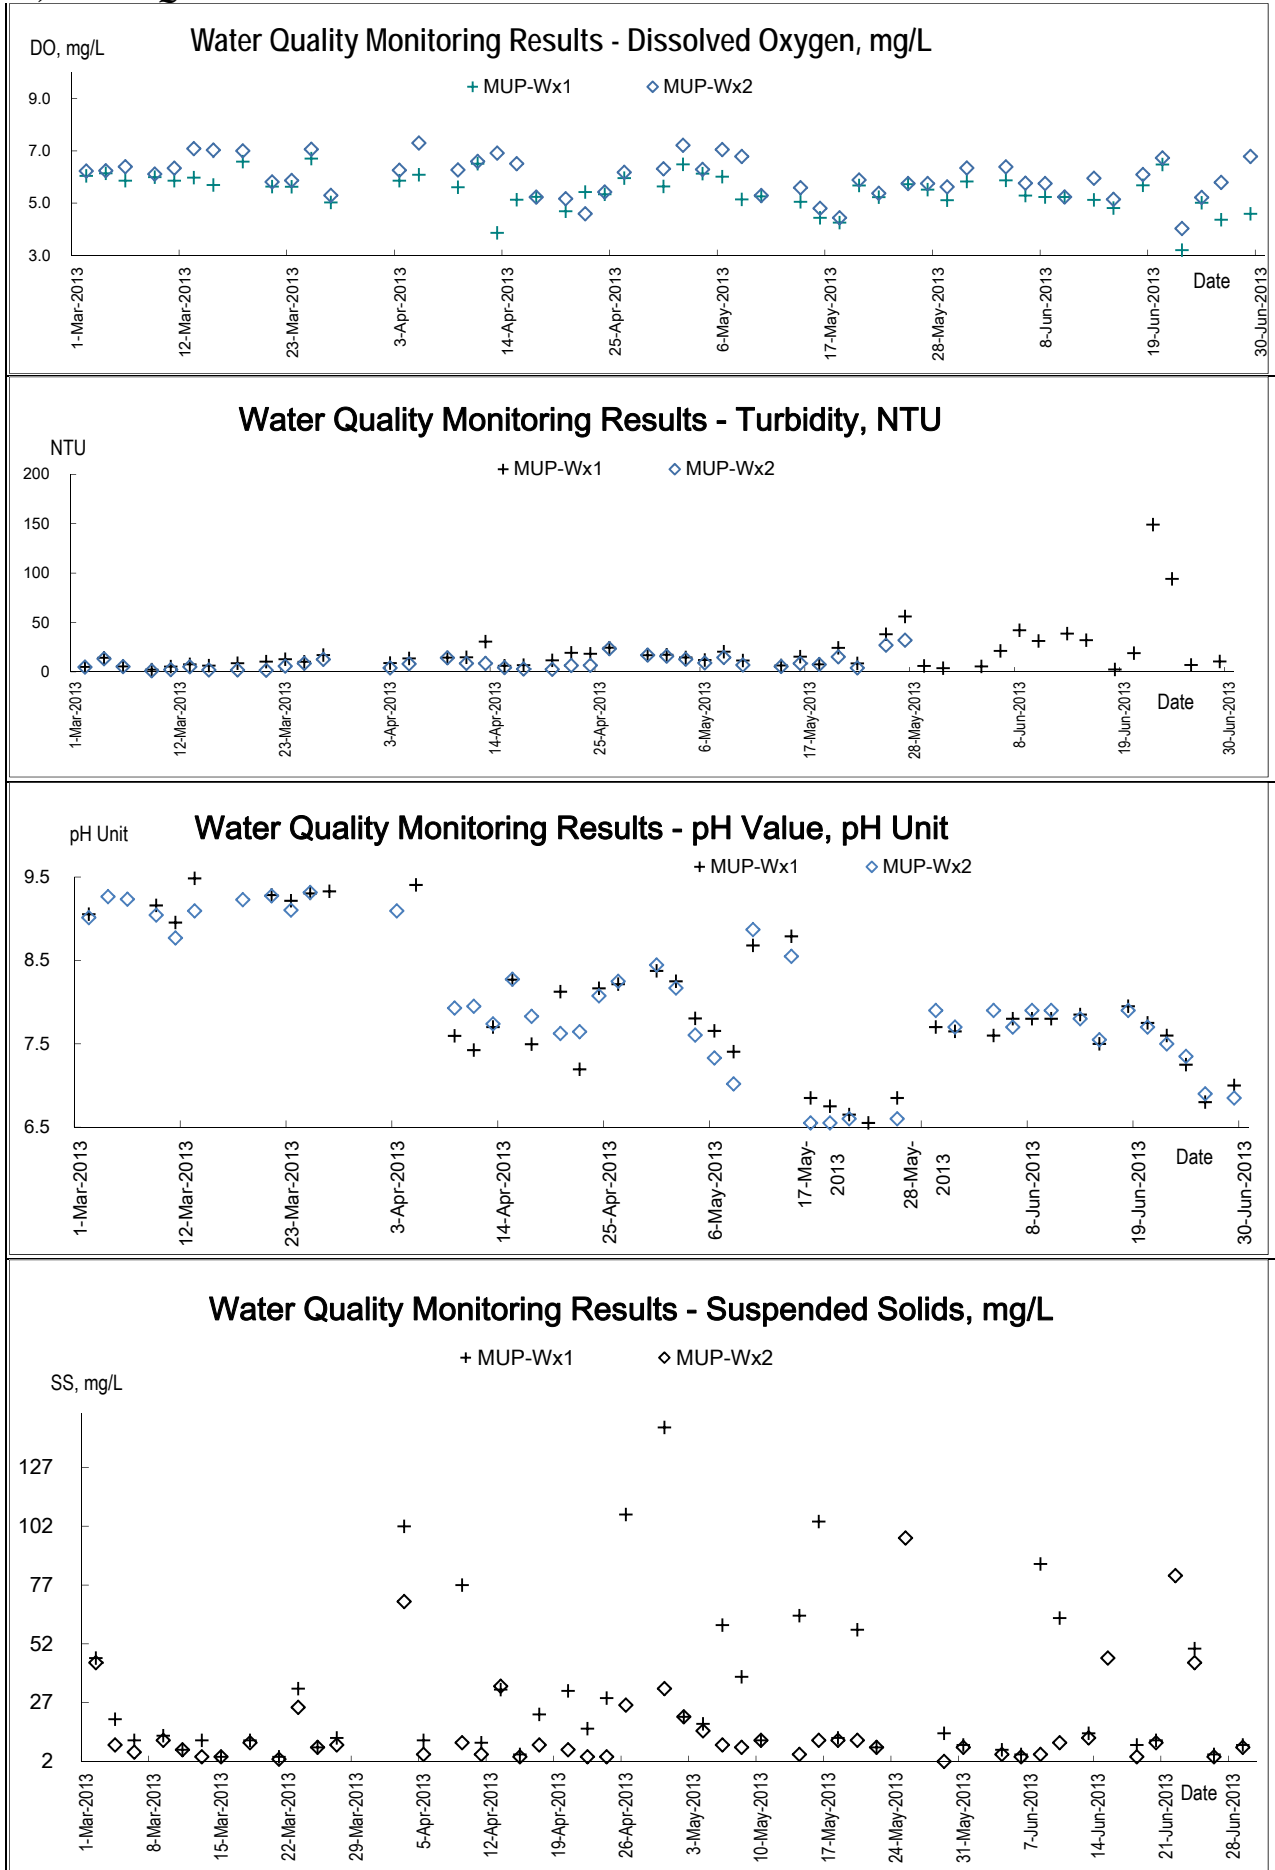 Water Quality Monitoring Results - Dissolved Oxygen, mg/L
DO, mg/L
MUP-Wx1 MUP-Wx2
9.0
7.0
5.0
3.0
1-Mar-2013 12-Mar-2013 23-Mar-2013 3-Apr-2013 14-Apr-2013 25-Apr-2013 6-May-2013 17-May-2013 28-May-2013 8-Jun-2013 19-Jun-2013 30-Jun-2013
Date
Water Quality Monitoring Results - Turbidity, NTU
NTU
MUP-Wx1 MUP-Wx2
200
150
100
50
0
1-Mar-2013 12-Mar-2013 23-Mar-2013 3-Apr-2013 14-Apr-2013 25-Apr-2013 6-May-2013 17-May-2013 28-May-2013 8-Jun-2013 19-Jun-2013 30-Jun-2013
Date
Water Quality Monitoring Results - pH Value, pH Unit
pH Unit
MUP-Wx1 MUP-Wx2
9.5
8.5
7.5
6.5
1-Mar-2013 12-Mar-2013 23-Mar-2013 3-Apr-2013 14-Apr-2013 25-Apr-2013 6-May-2013 17-May-2013 28-May-2013 8-Jun-2013 19-Jun-2013 30-Jun-2013
Date
Water Quality Monitoring Results - Suspended Solids, mg/L
MUP-Wx1 MUP-Wx2
SS, mg/L
127
102
77
52
27
2
1-Mar-2013 8-Mar-2013 15-Mar-2013 22-Mar-2013 29-Mar-2013 5-Apr-2013 12-Apr-2013 19-Apr-2013 26-Apr-2013 3-May-2013 10-May-2013 17-May-2013 24-May-2013 31-May-2013 7-Jun-2013 14-Jun-2013 21-Jun-2013 28-Jun-2013
Date